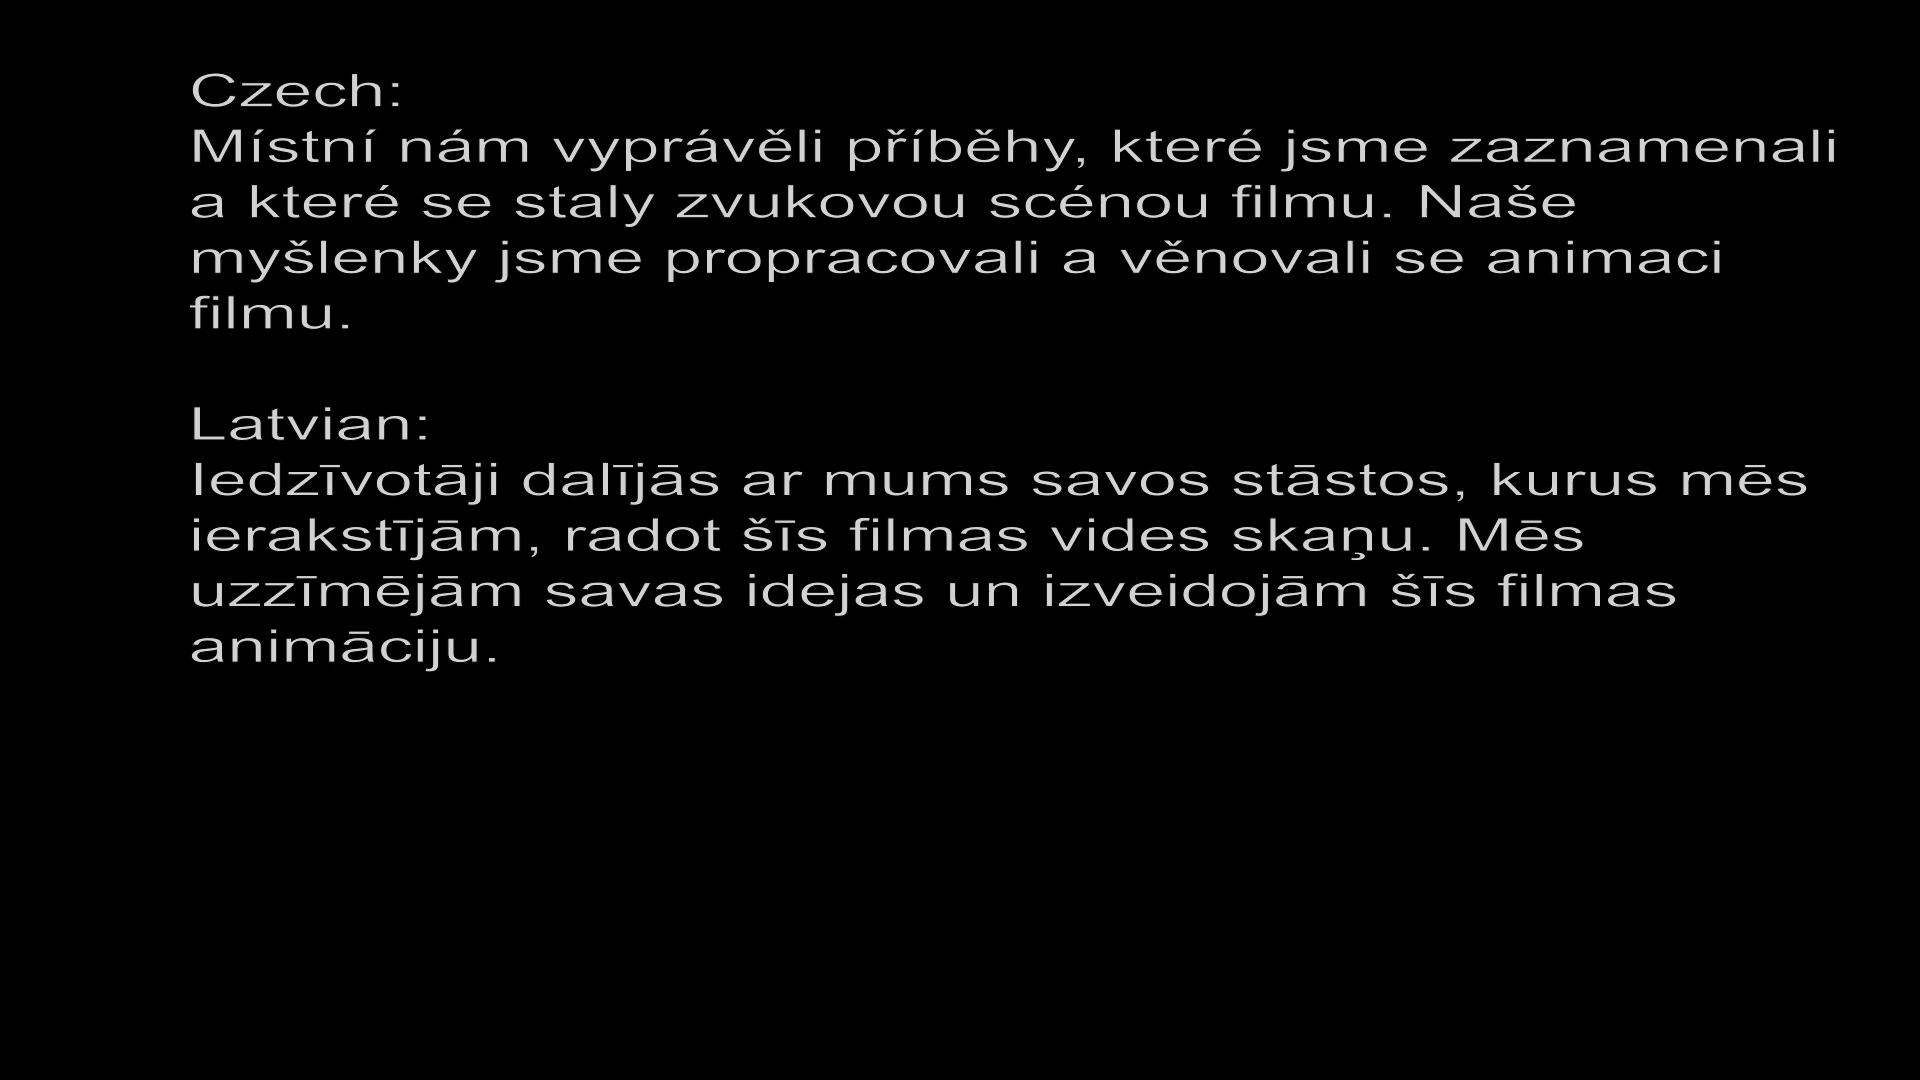 Czech:
Místní nám vyprávěli příběhy, které jsme zaznamenali
a které se staly zvukovou scénou filmu. Naše
myšlenky jsme propracovali a věnovali se animaci
filmu.
Latvian:
Iedzīvotāji dalījās ar mums savos stāstos, kurus mēs
ierakstījām, radot šīs filmas vides skaņu. Mēs
uzzīmējām savas idejas un izveidojām šīs filmas
animāciju.